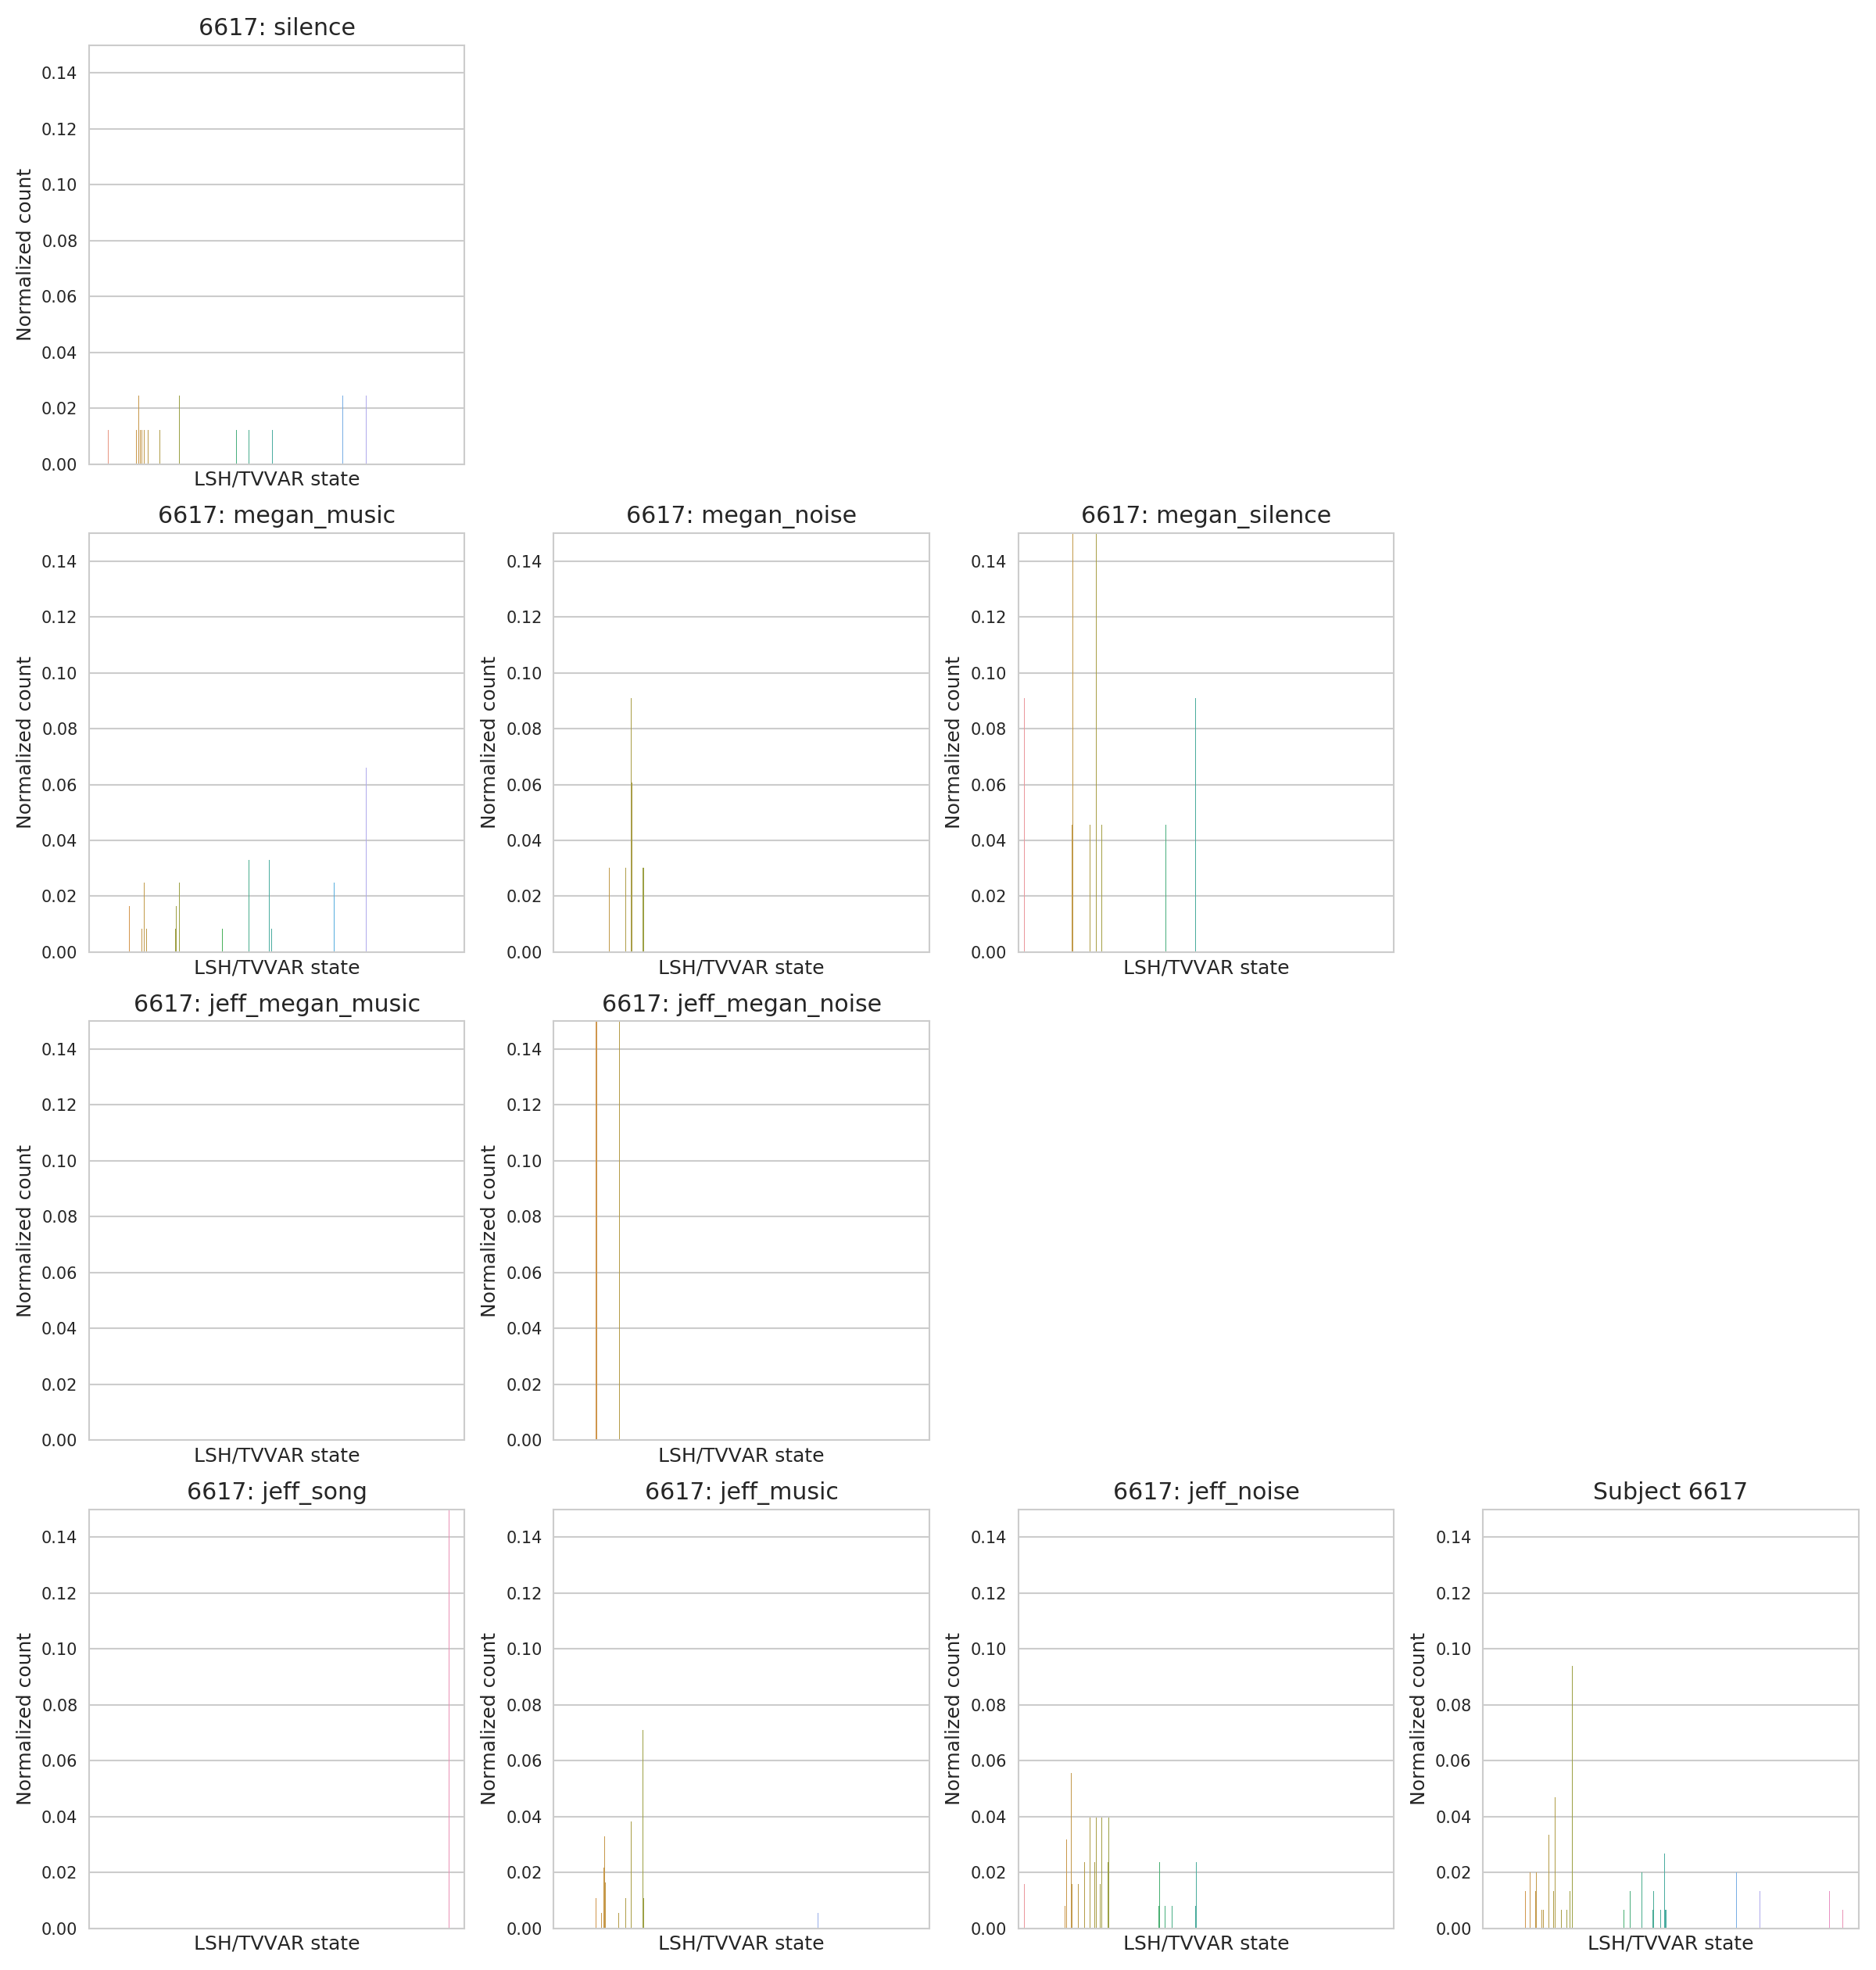 6617: silence
0.14
0.12
0.10
0.08
0.06
0.04
0.02
0.00
Normalized count
LSH/TVVAR state
6617: megan_music
0.14
0.12
0.10
0.08
0.06
0.04
0.02
0.00
Normalized count
LSH/TVVAR state
6617: megan_noise
0.14
0.12
0.10
0.08
0.06
0.04
0.02
0.00
Normalized count
LSH/TVVAR state
6617: megan_silence
0.14
0.12
0.10
0.08
0.06
0.04
0.02
0.00
Normalized count
LSH/TVVAR state
6617: jeff_megan_music
0.14
0.12
0.10
0.08
0.06
0.04
0.02
0.00
Normalized count
LSH/TVVAR state
6617: jeff_megan_noise
0.14
0.12
0.10
0.08
0.06
0.04
0.02
0.00
Normalized count
LSH/TVVAR state
6617: jeff_song
0.14
0.12
0.10
0.08
0.06
0.04
0.02
0.00
Normalized count
LSH/TVVAR state
6617: jeff_music
0.14
0.12
0.10
0.08
0.06
0.04
0.02
0.00
Normalized count
LSH/TVVAR state
6617: jeff_noise
0.14
0.12
0.10
0.08
0.06
0.04
0.02
0.00
Normalized count
LSH/TVVAR state
Subject 6617
0.14
0.12
0.10
0.08
0.06
0.04
0.02
0.00
Normalized count
LSH/TVVAR state